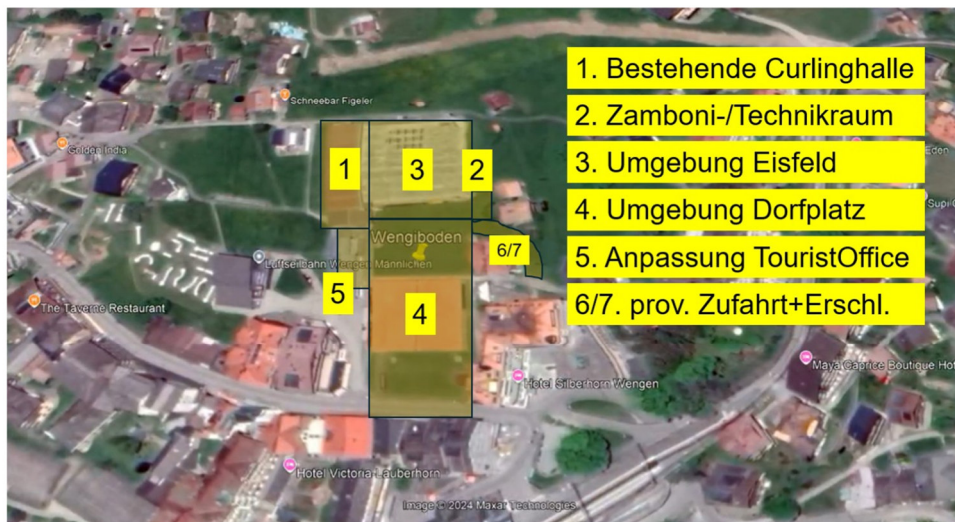 1. Bestehende Curlinghalle
2. Zamboni-/Technikraum
3. Umgebung Eisfeld
4. Umgebung Dorfplatz
5. Anpassung TouristOffice
6/7. prov. Zufahrt+Erschl.
Schneebar Figeler
Golden India
1
3
2
Eden
Wengiboden
6/7
Luftseilbahn Wengen Männlichen
5
4
The Taverne Restaurant
Maya Caprice Boutique Hot
Hotel Silberhorn Wengen
Hotel Victoria Lauberhorn
Image © 2024 Maxar Technologies